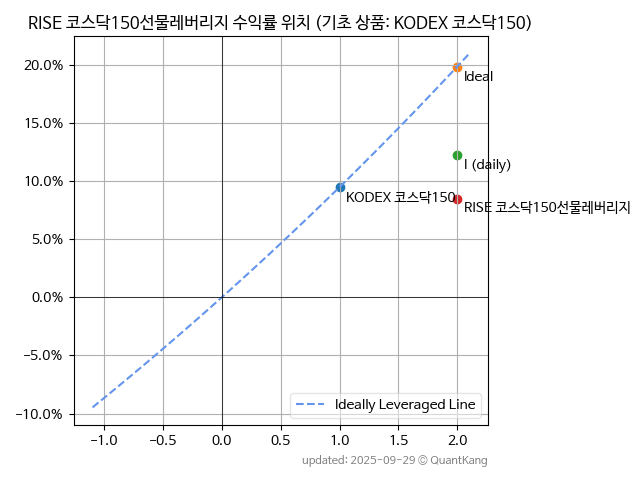 RISE 코스닥150선물레버리지 수익률 위치 (기초 상품: KODEX 코스닥150)
20.0%
15.0%
10.0%
5.0%
0.0%
−5.0%
−10.0%
Ideal
I (daily)
KODEX 코스닥150
RISE 코스닥150선물레버리지
Ideally Leveraged Line
−1.0
−0.5
0.0
0.5
1.0
1.5
2.0
updated: 2025-09-29 © QuantKang